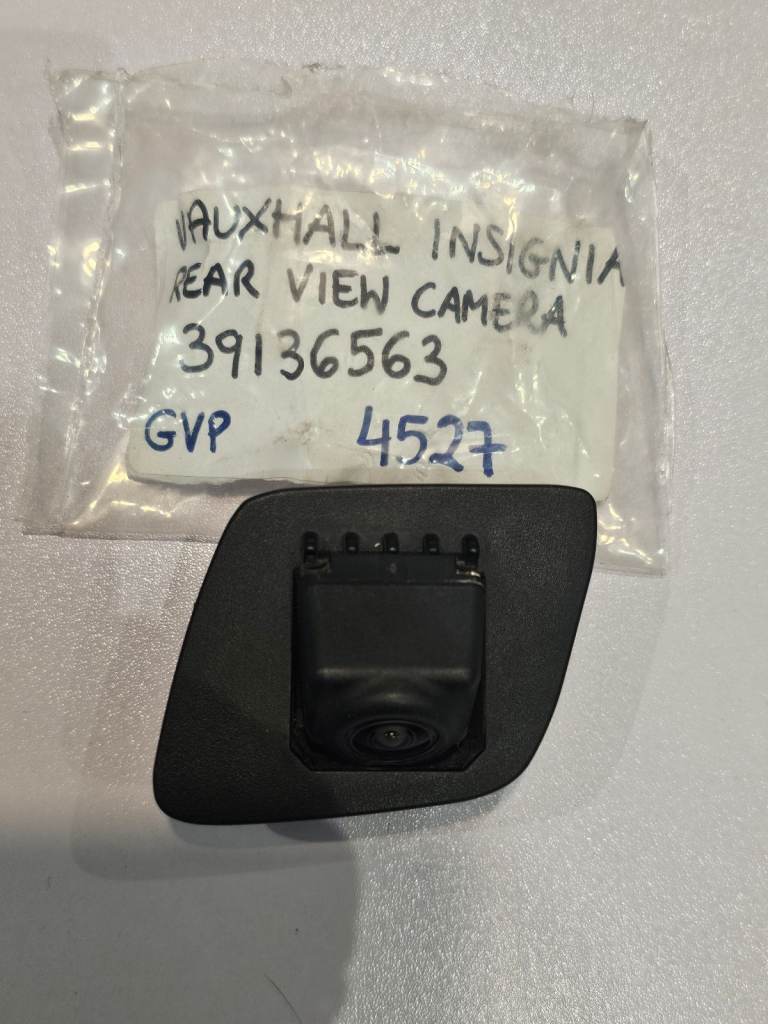 VAUXHALL INSIGNIA
REAR VIEW CAMERA
39136563
GVP 4527